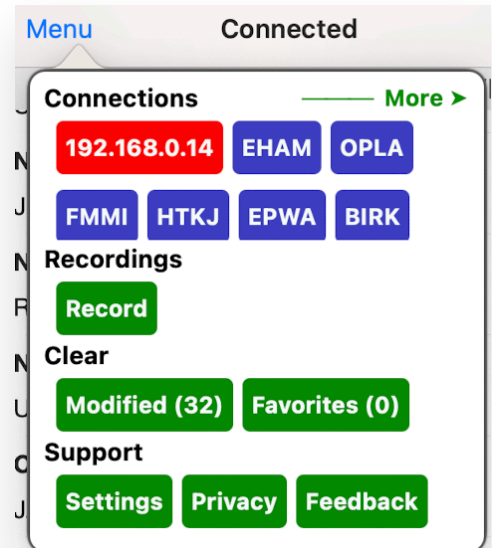 Menu Connected
Connections More ➤
192.168.0.14 EHAM OPLA
FMMI HTKJ EPWA BIRK
Recordings
Record
Clear
Modified (32) Favorites (0)
Support
Settings Privacy Feedback